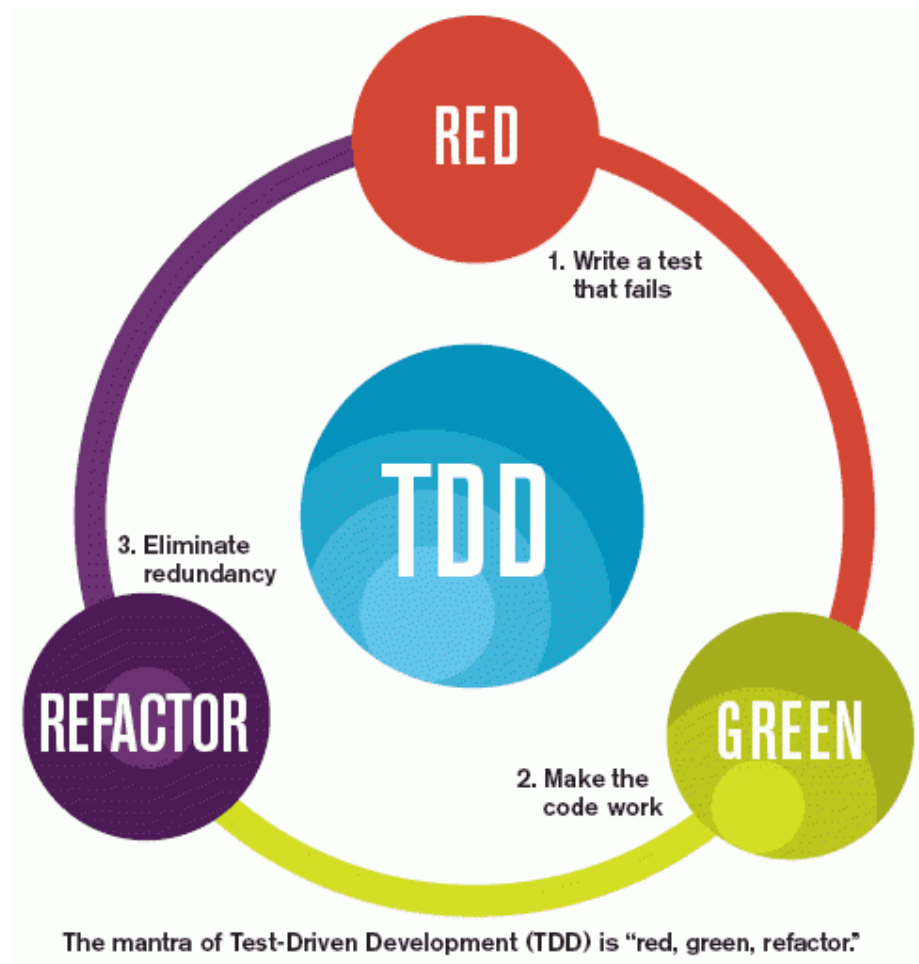 RED
1. Write a test
that fails
TDD
3. Eliminate
redundancy
REFACTOR
GREEN
2. Make the
code work
The mantra of Test-Driven Development (TDD) is “red, green, refactor.”